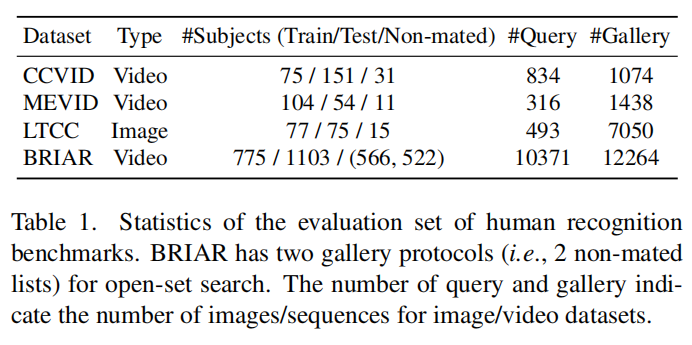 Dataset Type #Subjects (Train/Test/Non-mated) #Query #Gallery
CCVID Video 75 / 151 / 31 834 1074
MEVID Video 104 / 54 / 11 316 1438
LTCC Image 77 / 75 / 15 493 7050
BRIAR Video 775 / 1103 / (566, 522) 10371 12264
Table 1. Statistics of the evaluation set of human recognition
benchmarks. BRIAR has two gallery protocols (i.e., 2 non-mated
lists) for open-set search. The number of query and gallery indi-
cate the number of images/sequences for image/video datasets.